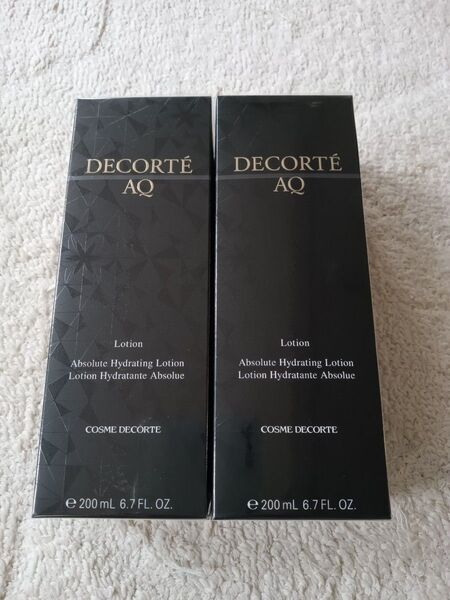 DECORTÉ
AQ
Lotion
Absolute Hydrating Lotion
Lotion Hydratante Absolue
COSME DECORTE
℮ 200 mL 6.7 FL. OZ.
DECORTÉ
AQ
Lotion
Absolute Hydrating Lotion
Lotion Hydratante Absolue
COSME DECORTE
℮ 200 mL 6.7 FL. OZ.